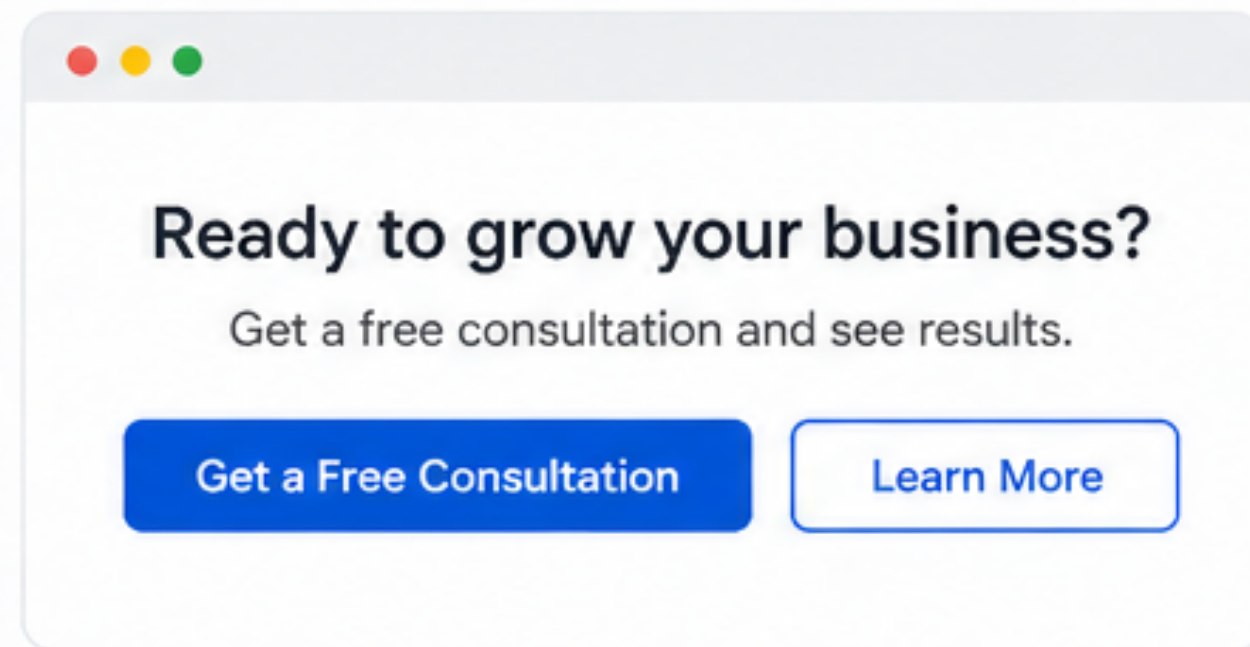 Ready to grow your business?
Get a free consultation and see results.
Get a Free Consultation
Learn More